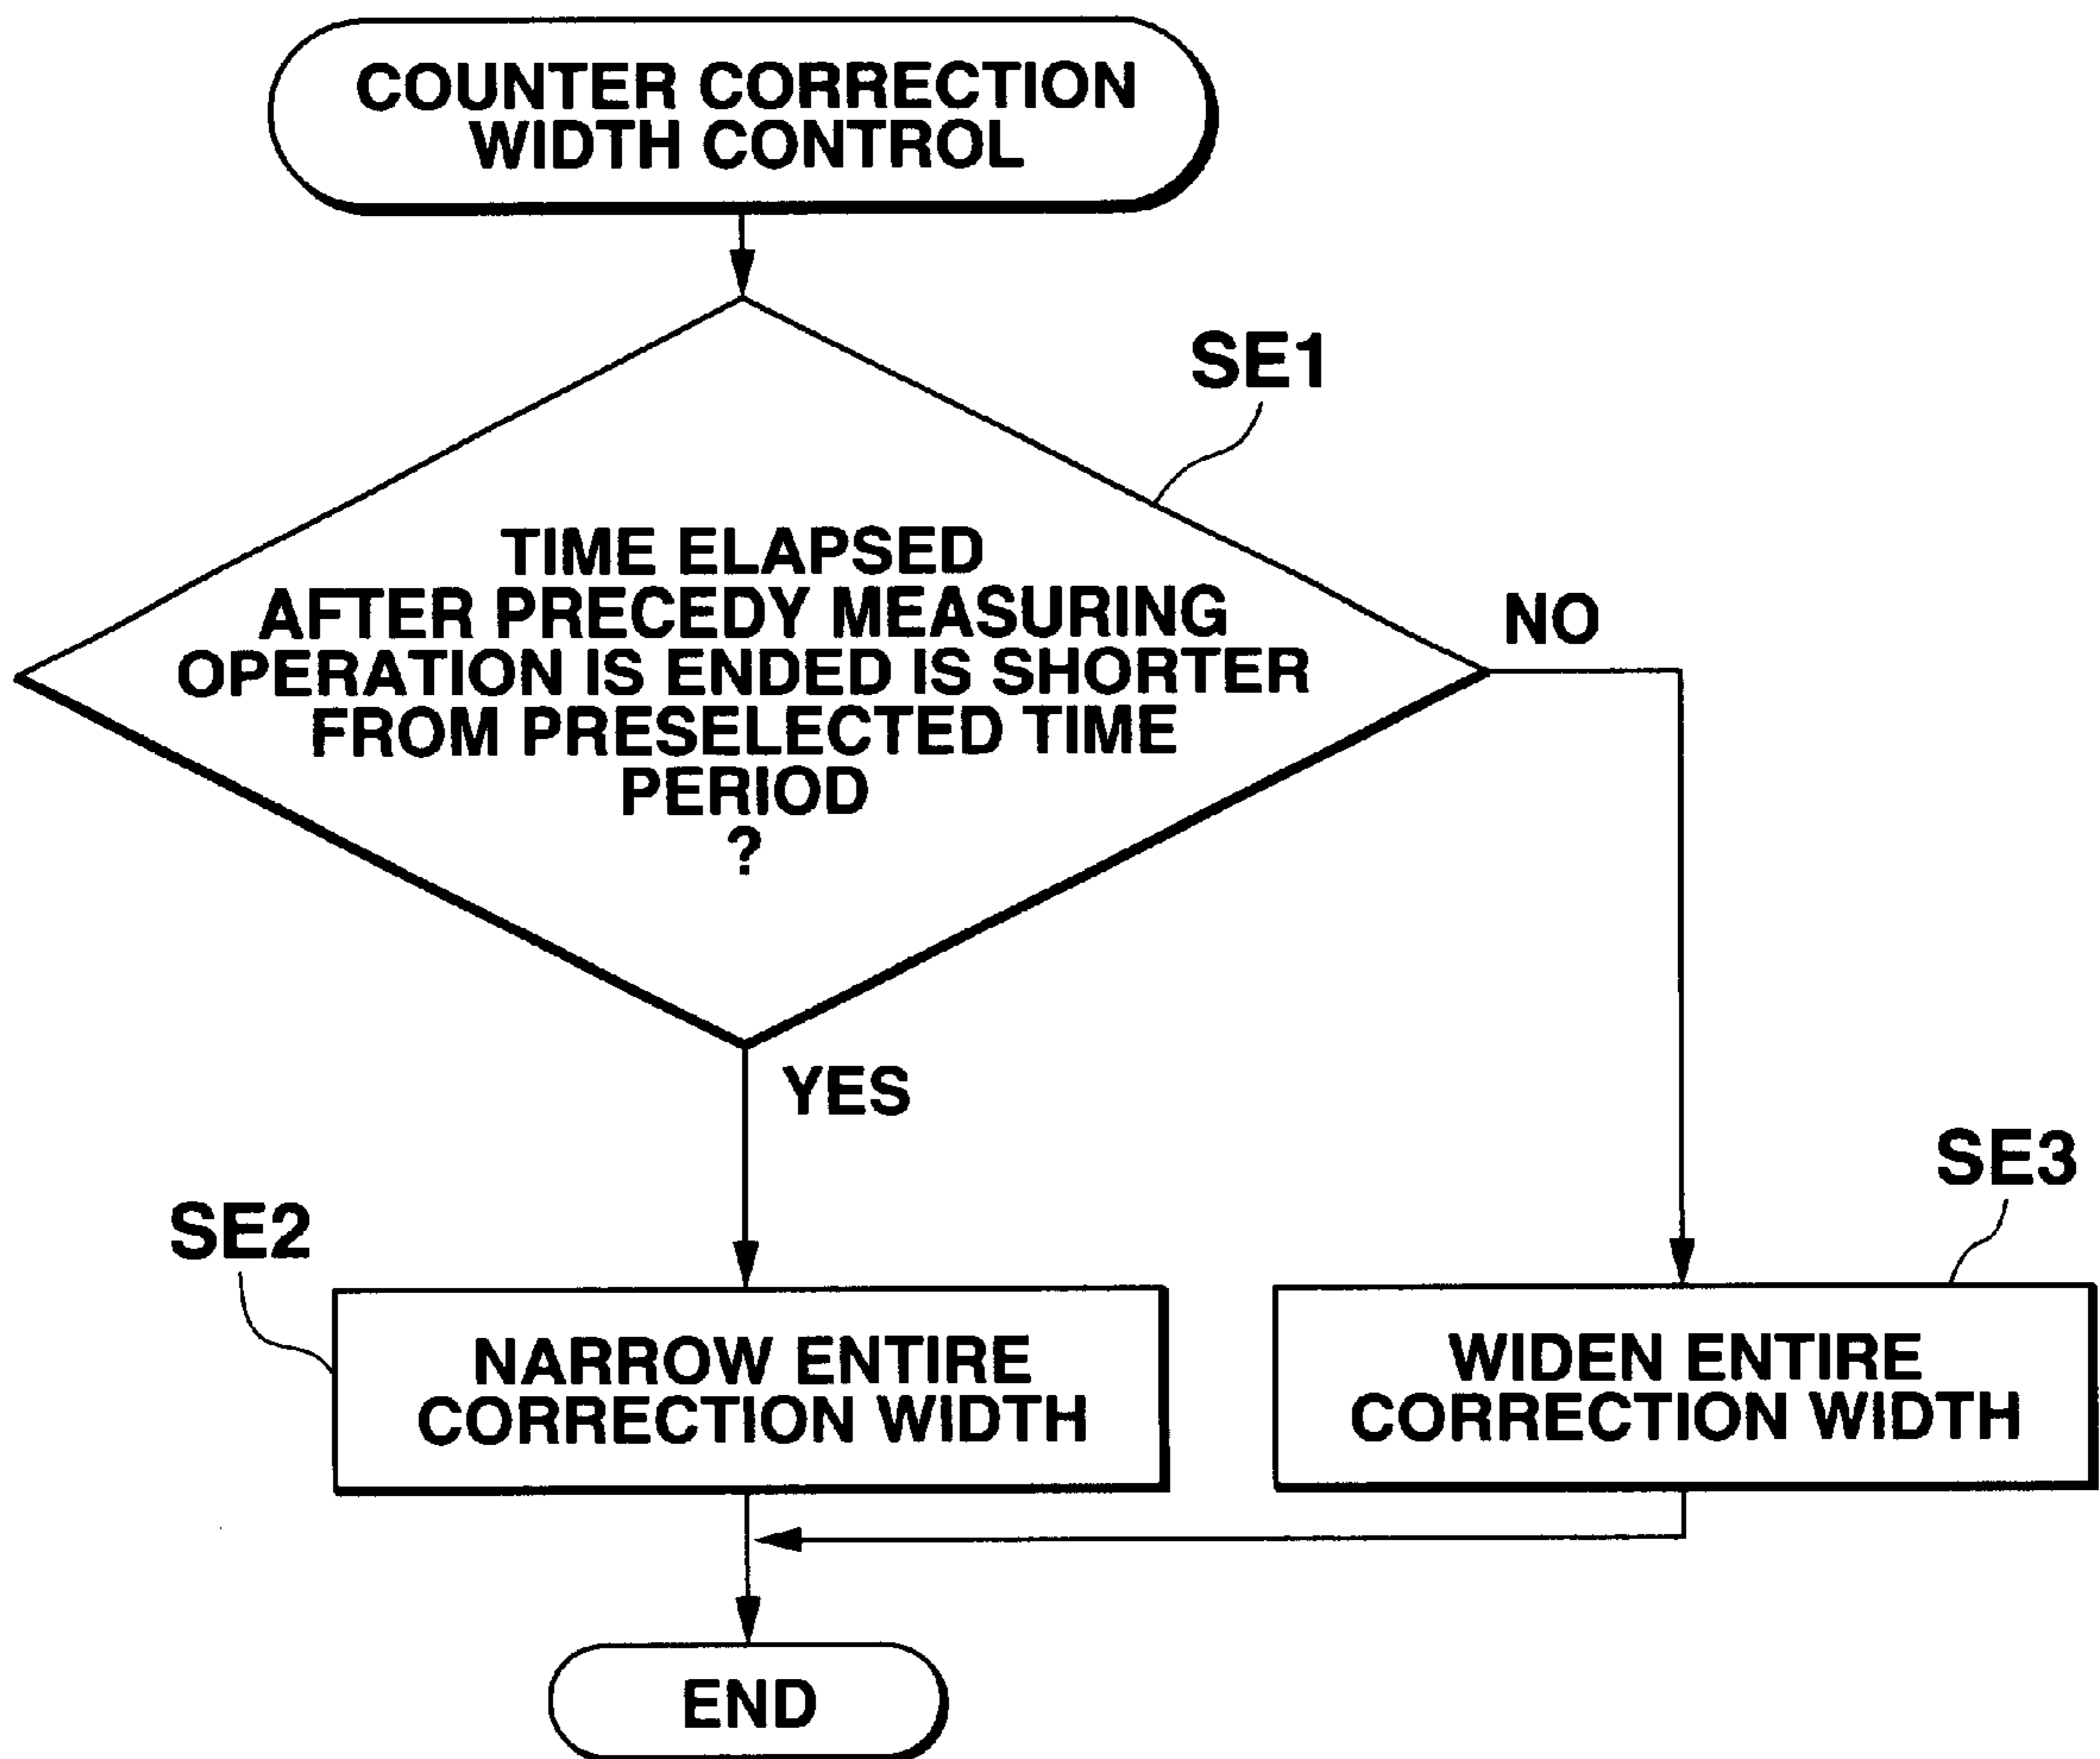 COUNTER CORRECTION
WIDTH CONTROL
SE1
TIME ELAPSED
AFTER PRECEDY MEASURING
OPERATION IS ENDED IS SHORTER
FROM PRESELECTED TIME
PERIOD
?
NO
YES
SE2
SE3
NARROW ENTIRE
CORRECTION WIDTH
WIDEN ENTIRE
CORRECTION WIDTH
END